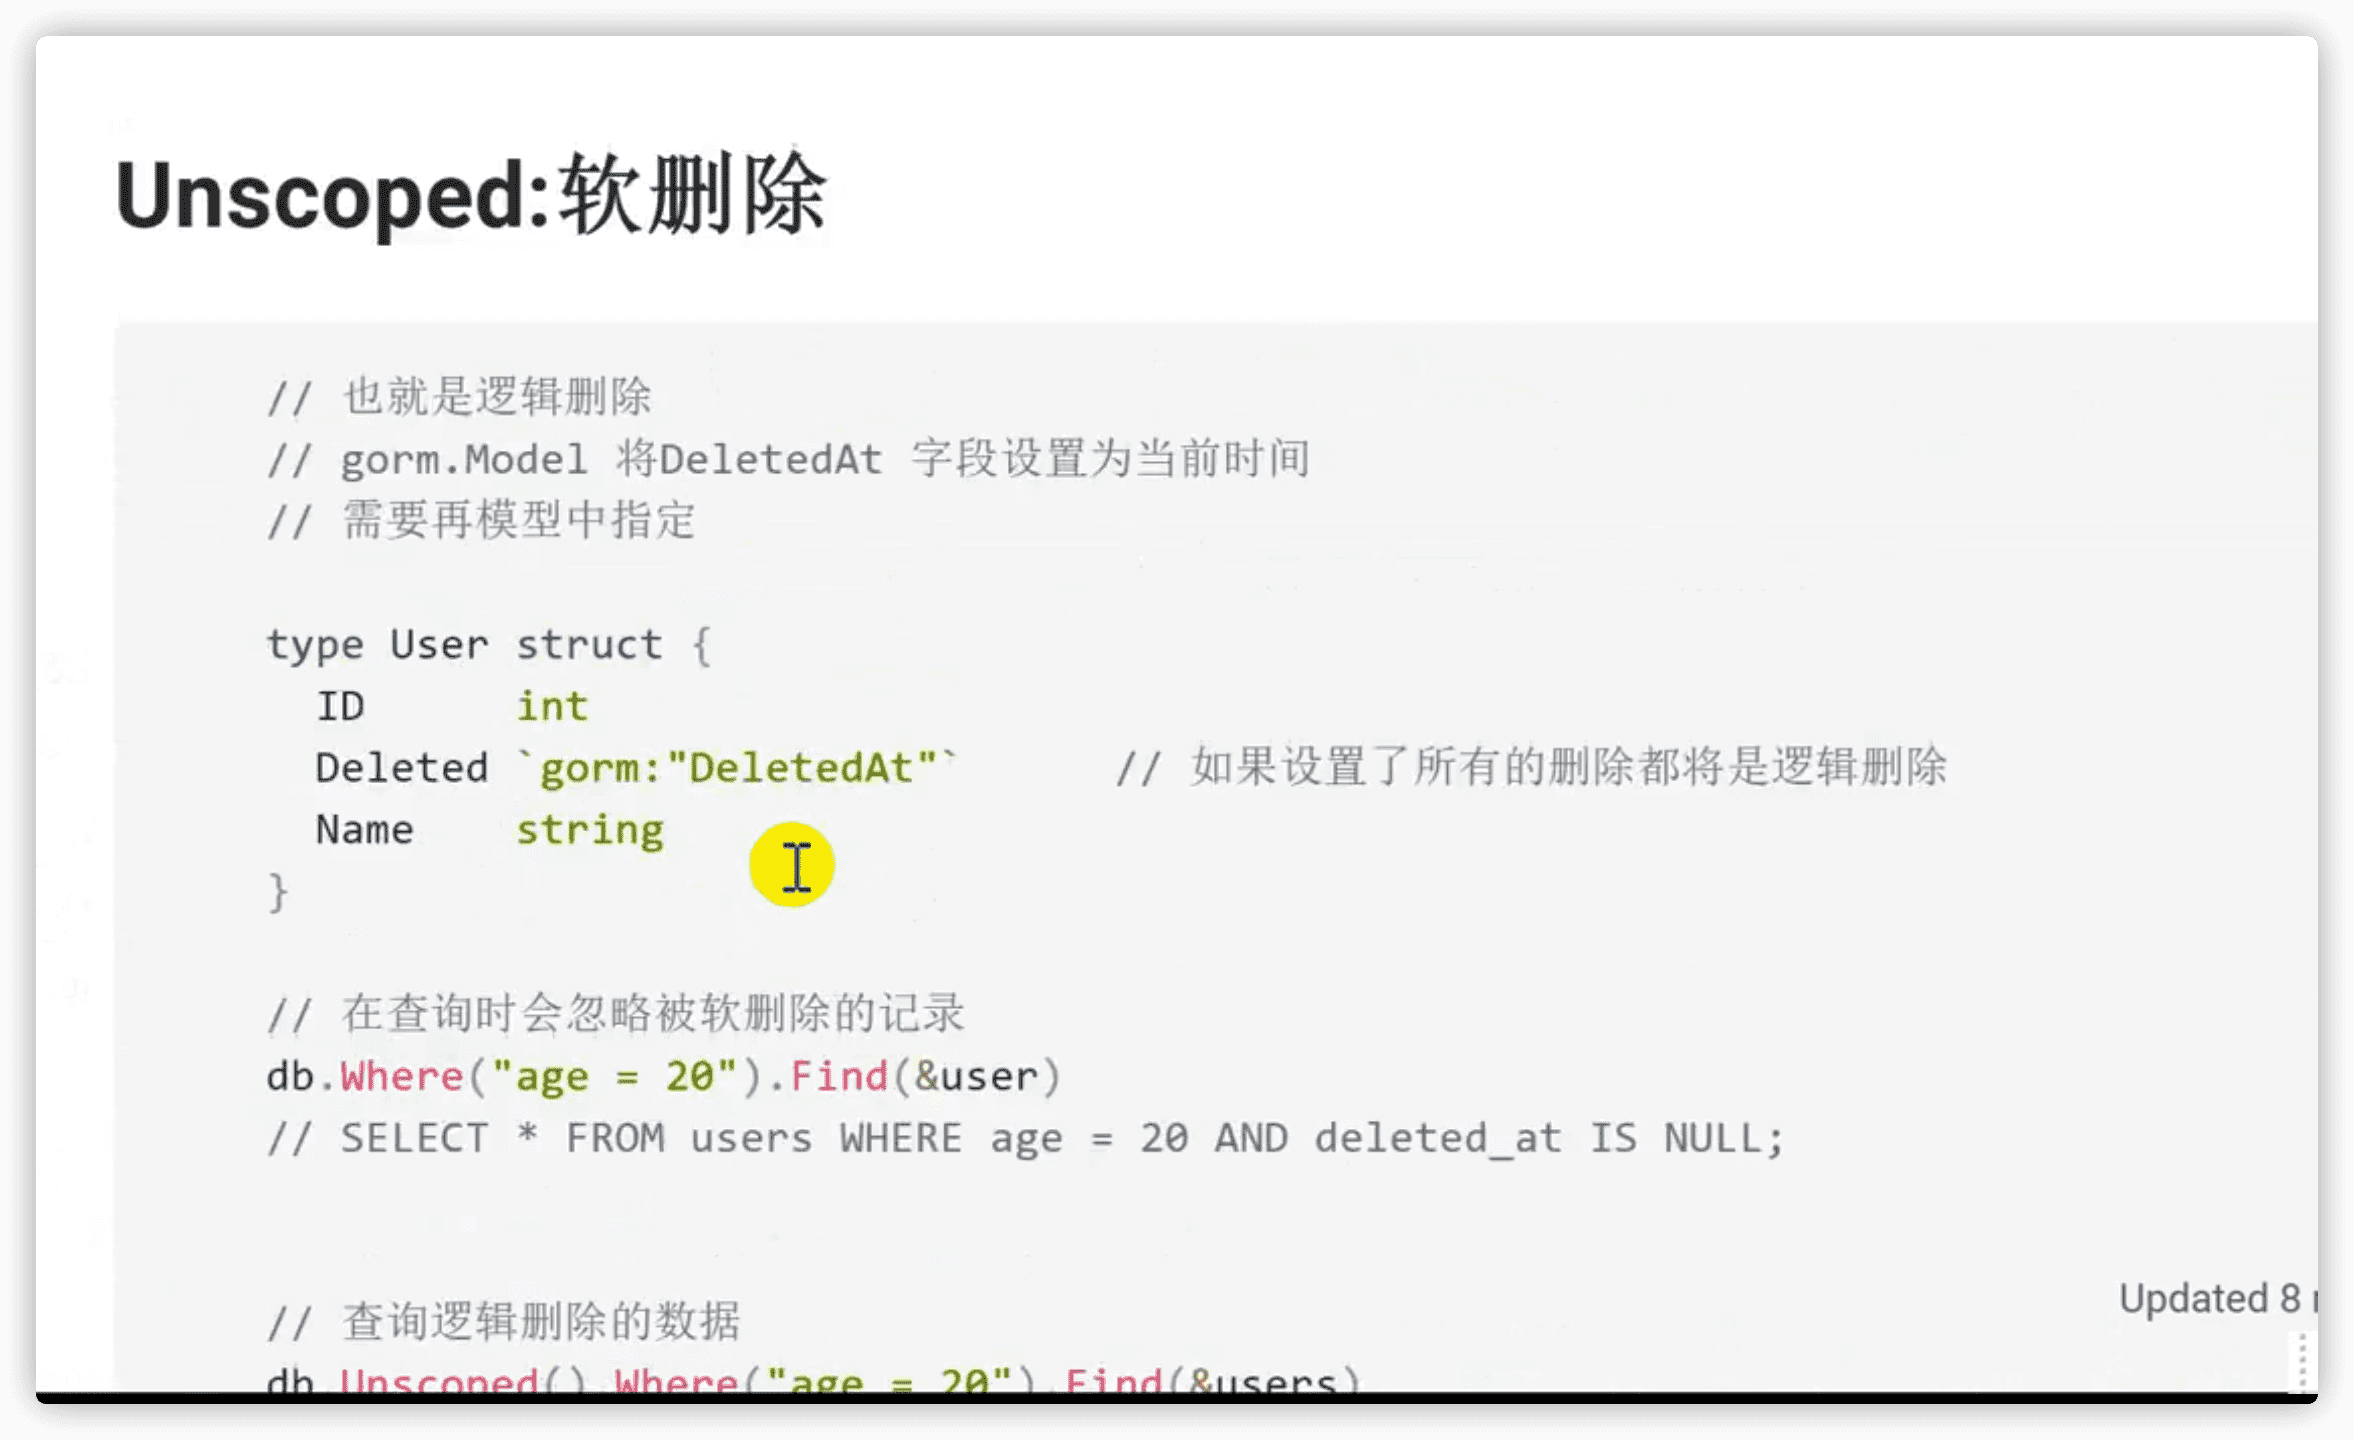 Unscoped:软删除
// 也就是逻辑删除
// gorm.Model 将DeletedAt 字段设置为当前时间
// 需要再模型中指定
type User struct {
ID int
Deleted `gorm:"DeletedAt"` // 如果设置了所有的删除都将是逻辑删除
Name string
}
// 在查询时会忽略被软删除的记录
db.Where("age = 20").Find(&user)
// SELECT * FROM users WHERE age = 20 AND deleted_at IS NULL;
Updated 8
// 查询逻辑删除的数据
db.Unscoped().Where("age = 20").Find(&users)